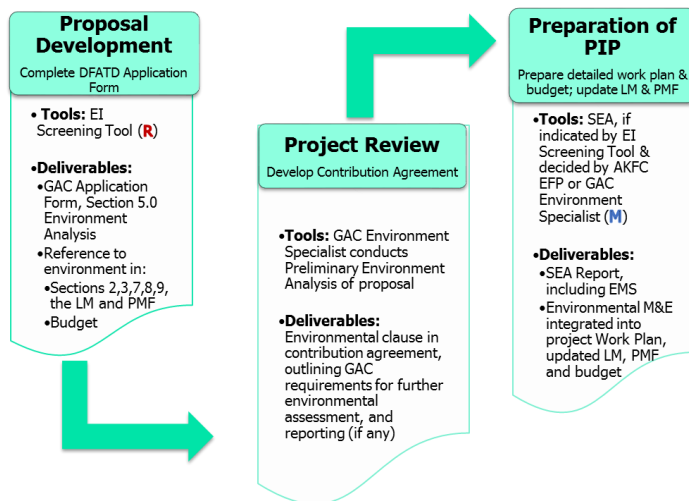 Proposal
Development
Complete DFATD Application
Form
• Tools: EI
Screening Tool (R)
•Deliverables:
•GAC Application
Form, Section 5.0
Environment
Analysis
•Reference to
environment in:
•Sections 2,3,7,8,9,
the LM and PMF
•Budget
Project Review
Develop Contribution Agreement
•Tools: GAC Environment
Specialist conducts
Preliminary Environment
Analysis of proposal
•Deliverables:
Environmental clause in
contribution agreement,
outlining GAC
requirements for further
environmental
assessment, and
reporting (if any)
Preparation of
PIP
Prepare detailed work plan &
budget; update LM & PMF
•Tools: SEA, if
indicated by EI
Screening Tool &
decided by AKFC
EFP or GAC
Environment
Specialist (M)
•Deliverables:
•SEA Report,
including EMS
•Environmental M&E
integrated into
project Work Plan,
updated LM, PMF
and budget